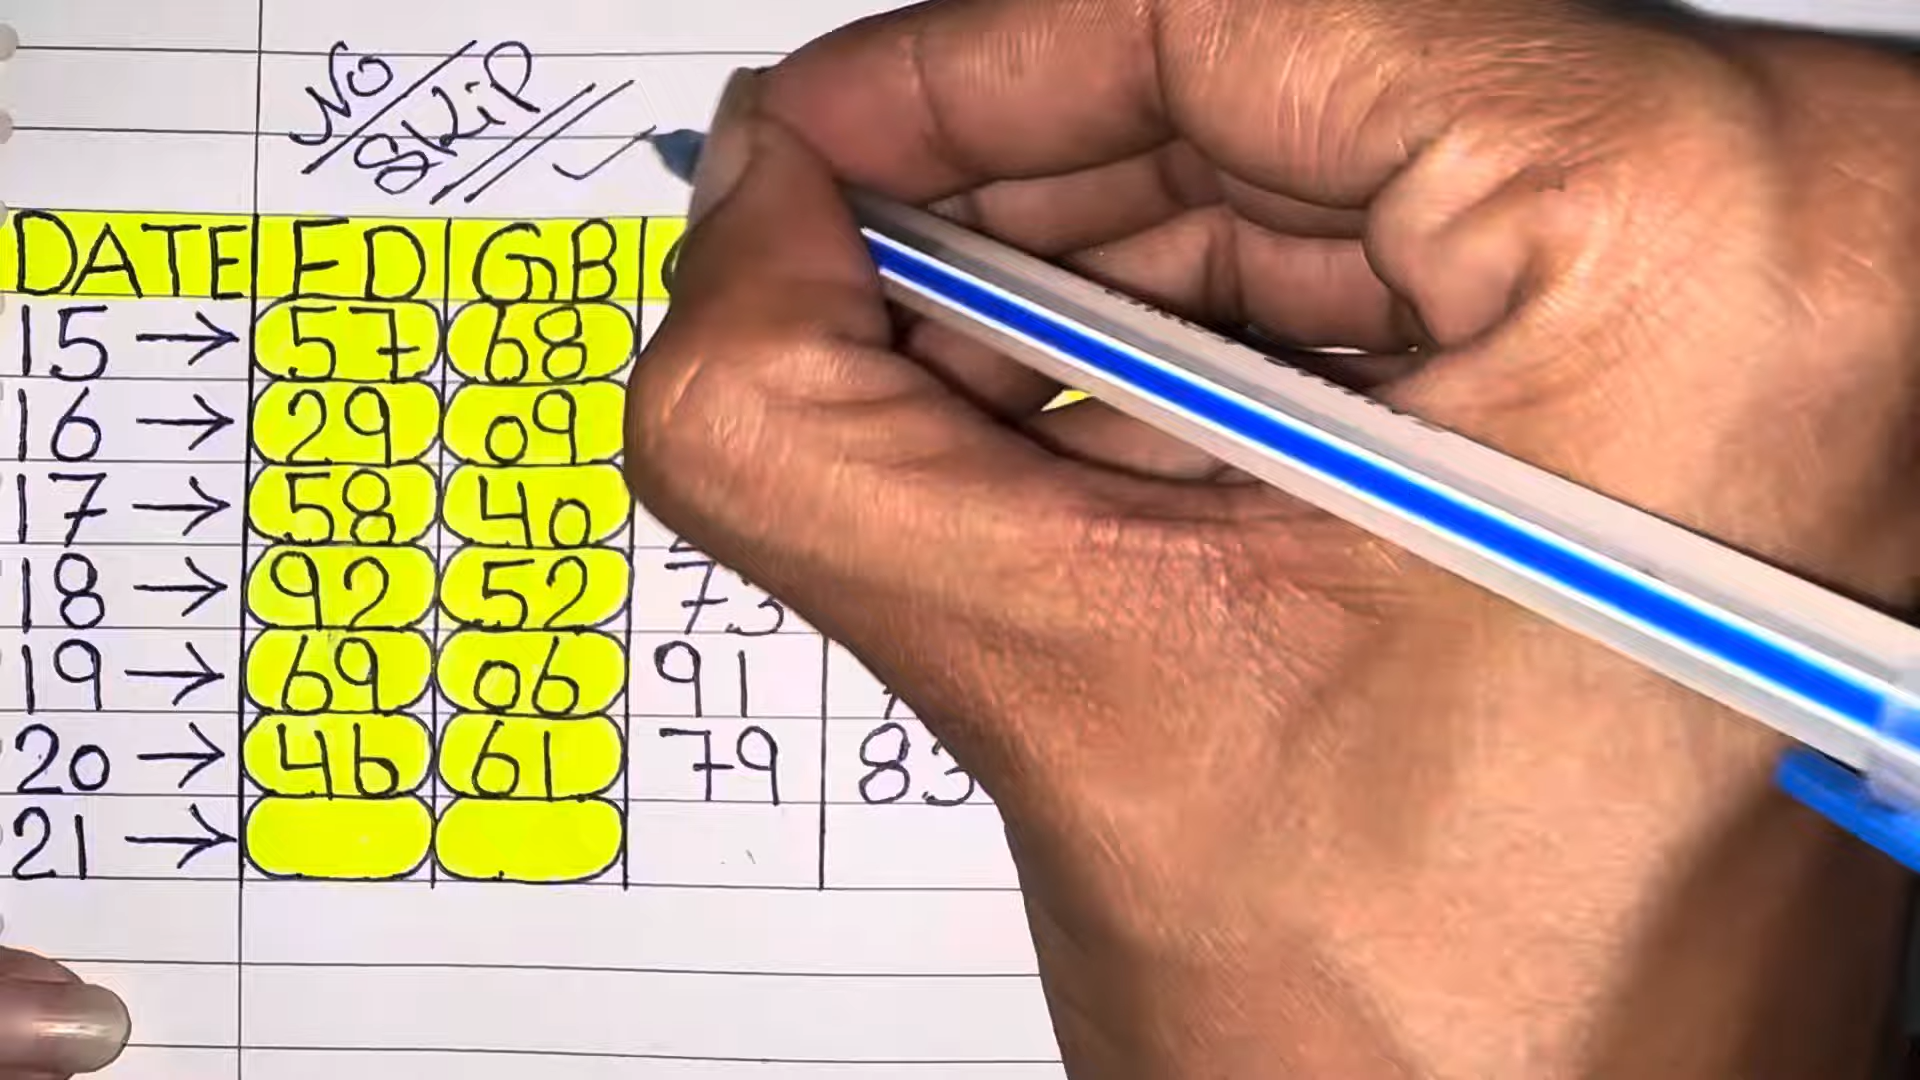 NO
SKIP
DATE FD GB
15 → 57 68
16 → 29 09
17 → 58 40
18 → 92 52 73
19 → 69 06 91
20 → 46 61 79 83
21 →